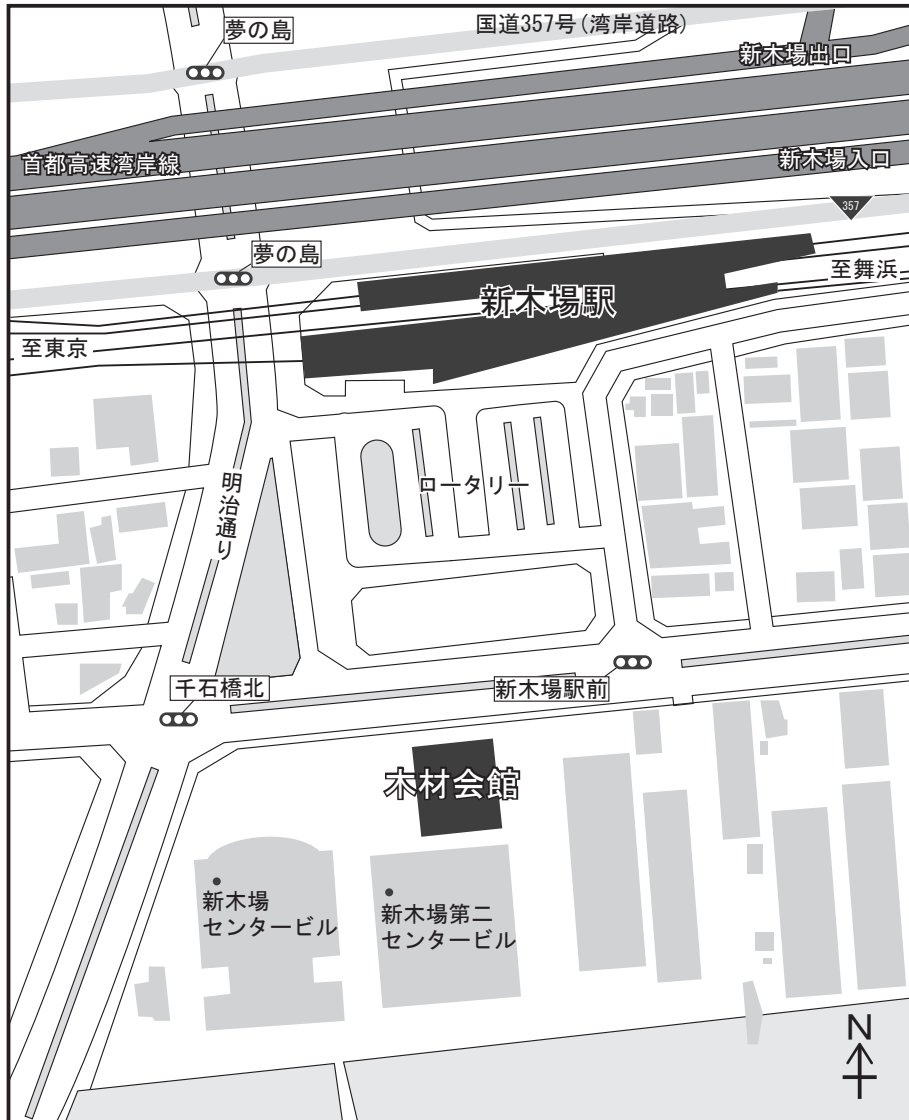 夢の島
国道357号(湾岸道路)
新木場出口
首都高速湾岸線
新木場入口
357
夢の島
至舞浜
新木場駅
至東京
ロータリー
明治通り
千石橋北
新木場駅前
木材会館
新木場
センタービル
新木場第二
センタービル
N